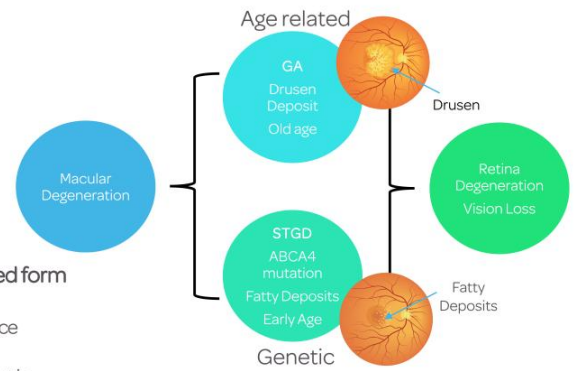 Age related
GA
Drusen
Deposit
Old age
Drusen
Macular
Degeneration
Retina
Degeneration
Vision Loss
STGD
ABCA4
mutation
Fatty Deposits
Early Age
Genetic
Fatty
Deposits
form